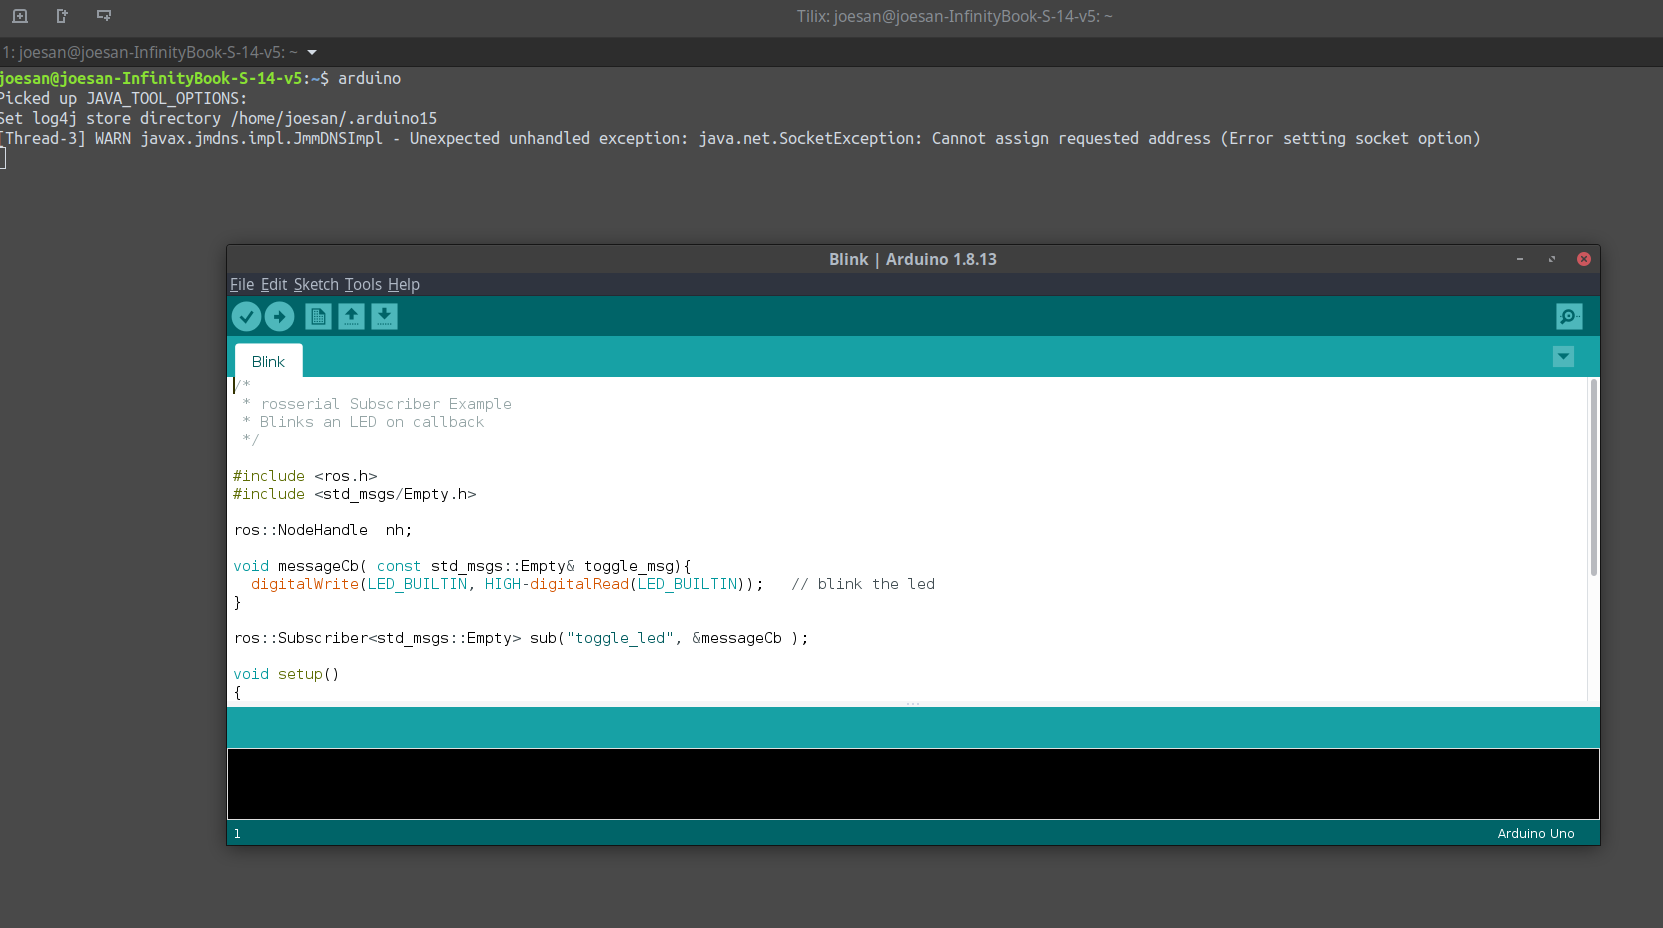 Tilix: joesan@joesan-InfinityBook-S-14-v5: ~
1: joesan@joesan-InfinityBook-S-14-v5: ~
joesan@joesan-InfinityBook-S-14-v5:~$ arduino
Picked up JAVA_TOOL_OPTIONS:
Set log4j store directory /home/joesan/.arduino15
[Thread-3] WARN javax.jmdns.impl.JmmDNSImpl - Unexpected unhandled exception: java.net.SocketException: Cannot assign requested address (Error setting socket option)
Blink | Arduino 1.8.13
File Edit Sketch Tools Help
Blink
/*
 * rosserial Subscriber Example
 * Blinks an LED on callback
 */
#include <ros.h>
#include <std_msgs/Empty.h>
ros::NodeHandle  nh;
void messageCb( const std_msgs::Empty& toggle_msg){
  digitalWrite(LED_BUILTIN, HIGH-digitalRead(LED_BUILTIN));   // blink the led
}
ros::Subscriber<std_msgs::Empty> sub("toggle_led", &messageCb );
void setup()
{
1
Arduino Uno